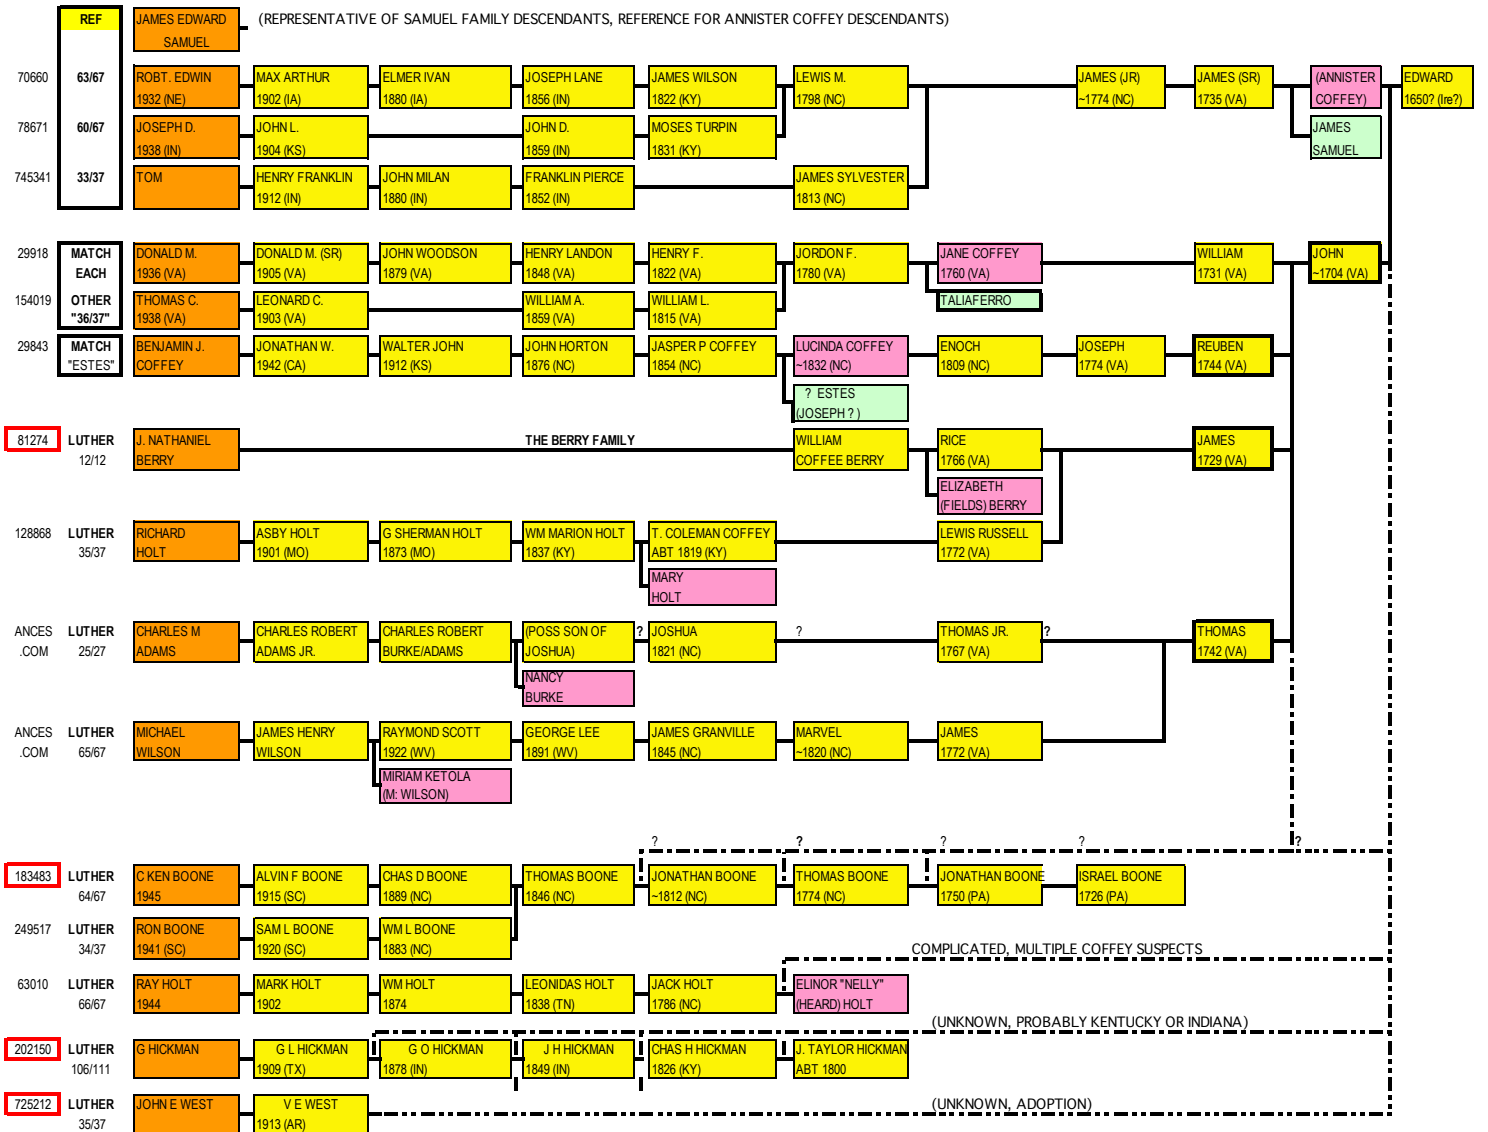 REF
JAMES EDWARD
SAMUEL
(REPRESENTATIVE OF SAMUEL FAMILY DESCENDANTS, REFERENCE FOR ANNISTER COFFEY DESCENDANTS)
70660 63/67 ROBT. EDWIN MAX ARTHUR ELMER IVAN JOSEPH LANE JAMES WILSON LEWIS M. JAMES (JR) JAMES (SR) (ANNISTER EDWARD
1932 (NE) 1902 (IA) 1880 (IA) 1856 (IN) 1822 (KY) 1798 (NC) ~1774 (NC) 1735 (VA) COFFEY) 1650? (Ire?)
78671 60/67 JOSEPH D. JOHN L. JOHN D. MOSES TURPIN JAMES
1938 (IN) 1904 (KS) 1859 (IN) 1831 (KY) SAMUEL
745341 33/37 TOM HENRY FRANKLIN JOHN MILAN FRANKLIN PIERCE JAMES SYLVESTER
1912 (IN) 1880 (IN) 1852 (IN) 1813 (NC)
29918 MATCH DONALD M. DONALD M. (SR) JOHN WOODSON HENRY LANDON HENRY F. JORDON F. JANE COFFEY WILLIAM JOHN
EACH 1936 (VA) 1905 (VA) 1879 (VA) 1848 (VA) 1822 (VA) 1780 (VA) 1760 (VA) 1731 (VA) ~1704 (VA)
154019 OTHER THOMAS C. LEONARD C. WILLIAM A. WILLIAM L. TALIAFERRO
"36/37" 1938 (VA) 1903 (VA) 1859 (VA) 1815 (VA)
29843 MATCH BENJAMIN J. JONATHAN W. WALTER JOHN JOHN HORTON JASPER P COFFEY LUCINDA COFFEY ENOCH JOSEPH REUBEN
"ESTES" COFFEY 1942 (CA) 1912 (KS) 1876 (NC) 1854 (NC) ~1832 (NC) 1809 (NC) 1774 (VA) 1744 (VA)
? ESTES
(JOSEPH ? )
81274 LUTHER J. NATHANIEL THE BERRY FAMILY WILLIAM RICE JAMES
12/12 BERRY COFFEE BERRY 1766 (VA) 1729 (VA)
ELIZABETH
(FIELDS) BERRY
128868 LUTHER RICHARD ASBY HOLT G SHERMAN HOLT WM MARION HOLT T. COLEMAN COFFEY LEWIS RUSSELL
35/37 HOLT 1901 (MO) 1873 (MO) 1837 (KY) ABT 1819 (KY) 1772 (VA)
MARY
HOLT
ANCES LUTHER CHARLES M CHARLES ROBERT CHARLES ROBERT (POSS SON OF ? JOSHUA ? THOMAS JR. ? THOMAS
.COM 25/27 ADAMS ADAMS JR. BURKE/ADAMS JOSHUA) 1821 (NC) 1767 (VA) 1742 (VA)
NANCY
BURKE
ANCES LUTHER MICHAEL JAMES HENRY RAYMOND SCOTT GEORGE LEE JAMES GRANVILLE MARVEL JAMES
.COM 65/67 WILSON WILSON 1922 (WV) 1891 (WV) 1845 (NC) ~1820 (NC) 1772 (VA)
MIRIAM KETOLA
(M: WILSON)
? ? ? ? ?
183483 LUTHER C KEN BOONE ALVIN F BOONE CHAS D BOONE THOMAS BOONE JONATHAN BOONE THOMAS BOONE JONATHAN BOONE ISRAEL BOONE
64/67 1945 1915 (SC) 1889 (NC) 1846 (NC) ~1812 (NC) 1774 (NC) 1750 (PA) 1726 (PA)
249517 LUTHER RON BOONE SAM L BOONE WM L BOONE
34/37 1941 (SC) 1920 (SC) 1883 (NC) COMPLICATED, MULTIPLE COFFEY SUSPECTS
63010 LUTHER RAY HOLT MARK HOLT WM HOLT LEONIDAS HOLT JACK HOLT ELINOR "NELLY"
66/67 1944 1902 1874 1838 (TN) 1786 (NC) (HEARD) HOLT
(UNKNOWN, PROBABLY KENTUCKY OR INDIANA)
202150 LUTHER G HICKMAN G L HICKMAN G O HICKMAN J H HICKMAN CHAS H HICKMAN J. TAYLOR HICKMAN
106/111 1909 (TX) 1878 (IN) 1849 (IN) 1826 (KY) ABT 1800
725212 LUTHER JOHN E WEST V E WEST (UNKNOWN, ADOPTION)
35/37 1913 (AR)